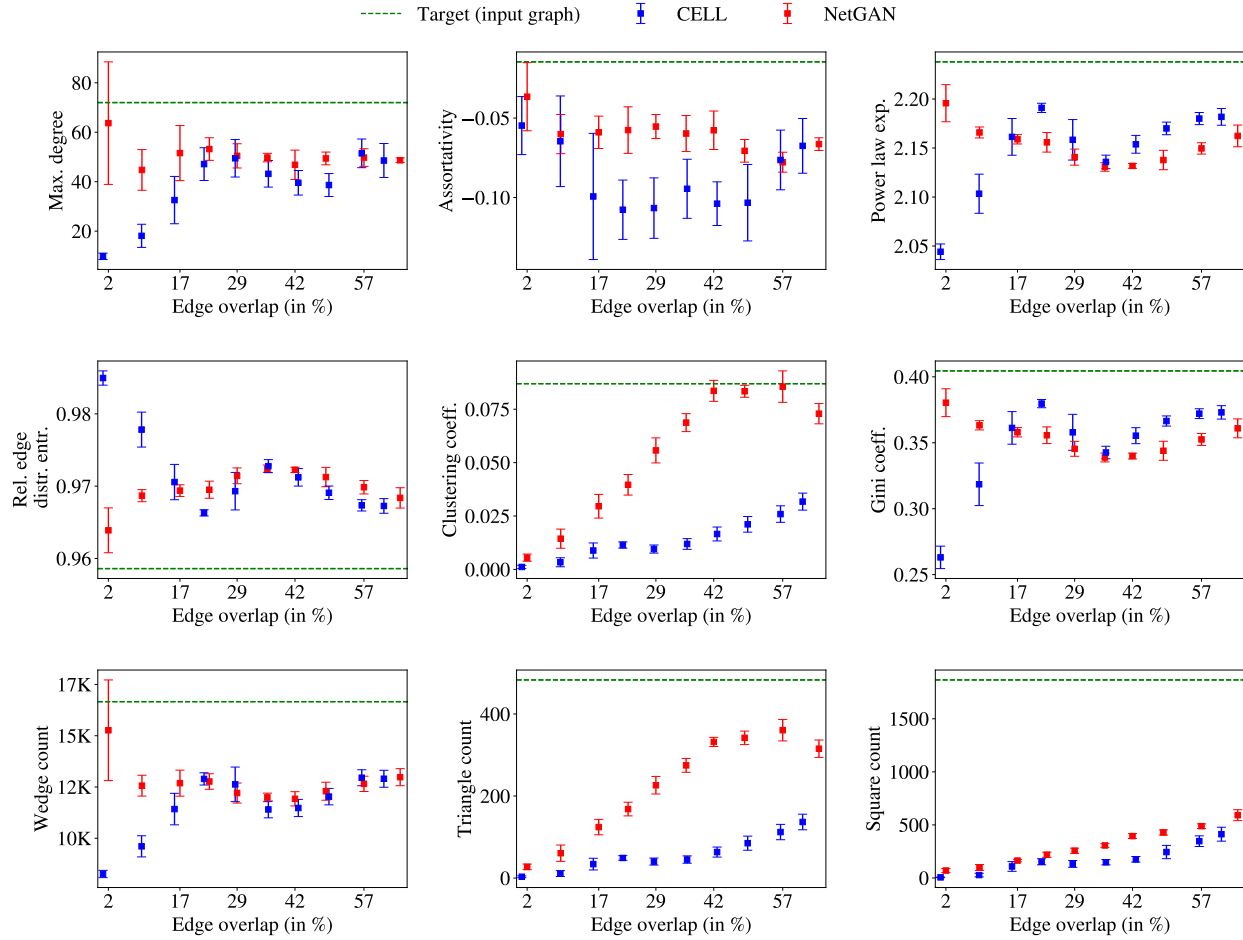 Target (input graph) CELL NetGAN
80
60
40
20
Max. degree
2 17 29 42 57
Edge overlap (in %)
−0.05
−0.10
Assortativity
2 17 29 42 57
Edge overlap (in %)
2.20
2.15
2.10
2.05
Power law exp.
2 17 29 42 57
Edge overlap (in %)
0.98
0.97
0.96
Rel. edge
distr. entr.
2 17 29 42 57
Edge overlap (in %)
0.075
0.050
0.025
0.000
Clustering coeff.
2 17 29 42 57
Edge overlap (in %)
0.40
0.35
0.30
0.25
Gini coeff.
2 17 29 42 57
Edge overlap (in %)
17K
15K
12K
10K
Wedge count
2 17 29 42 57
Edge overlap (in %)
400
200
0
Triangle count
2 17 29 42 57
Edge overlap (in %)
1500
1000
500
0
Square count
2 17 29 42 57
Edge overlap (in %)